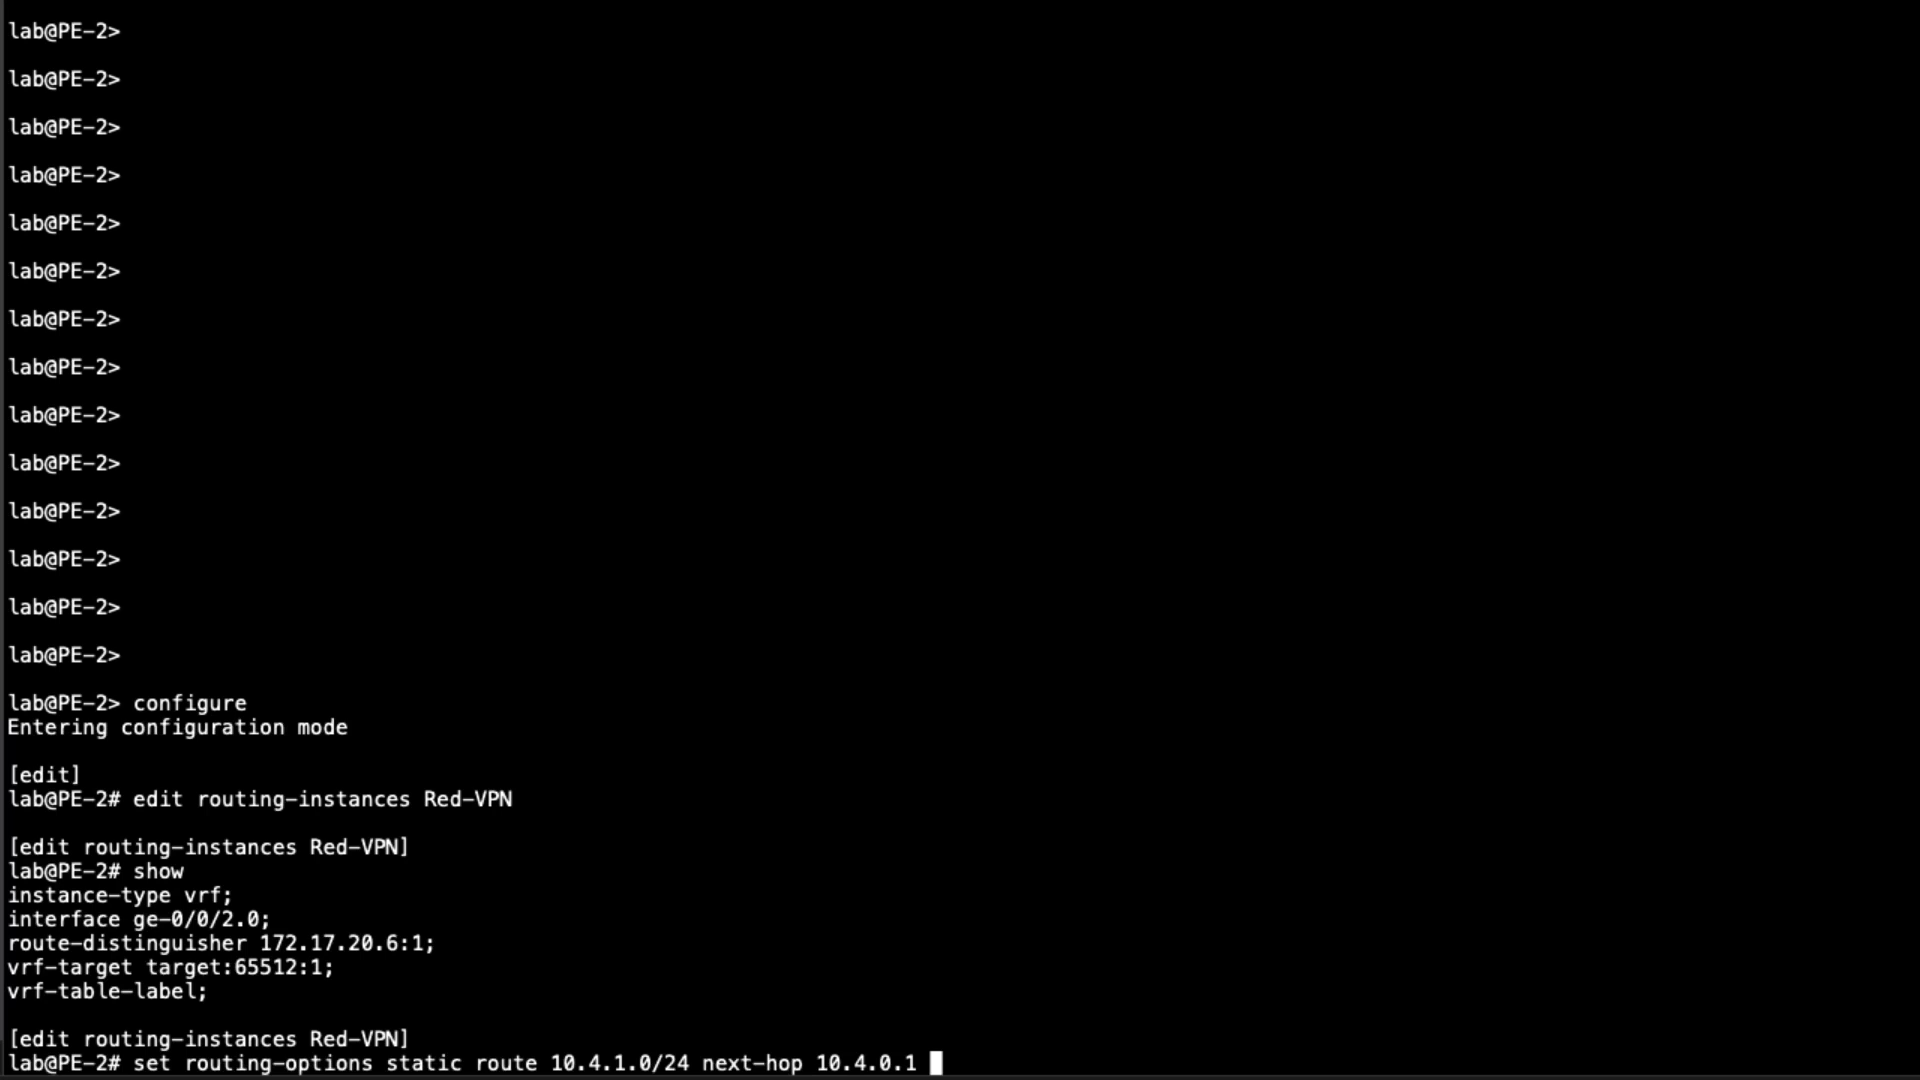 lab@PE-2>
lab@PE-2>
lab@PE-2>
lab@PE-2>
lab@PE-2>
lab@PE-2>
lab@PE-2>
lab@PE-2>
lab@PE-2>
lab@PE-2>
lab@PE-2>
lab@PE-2>
lab@PE-2>
lab@PE-2>
lab@PE-2> configure
Entering configuration mode
[edit]
lab@PE-2# edit routing-instances Red-VPN
[edit routing-instances Red-VPN]
lab@PE-2# show
instance-type vrf;
interface ge-0/0/2.0;
route-distinguisher 172.17.20.6:1;
vrf-target target:65512:1;
vrf-table-label;
[edit routing-instances Red-VPN]
lab@PE-2# set routing-options static route 10.4.1.0/24 next-hop 10.4.0.1